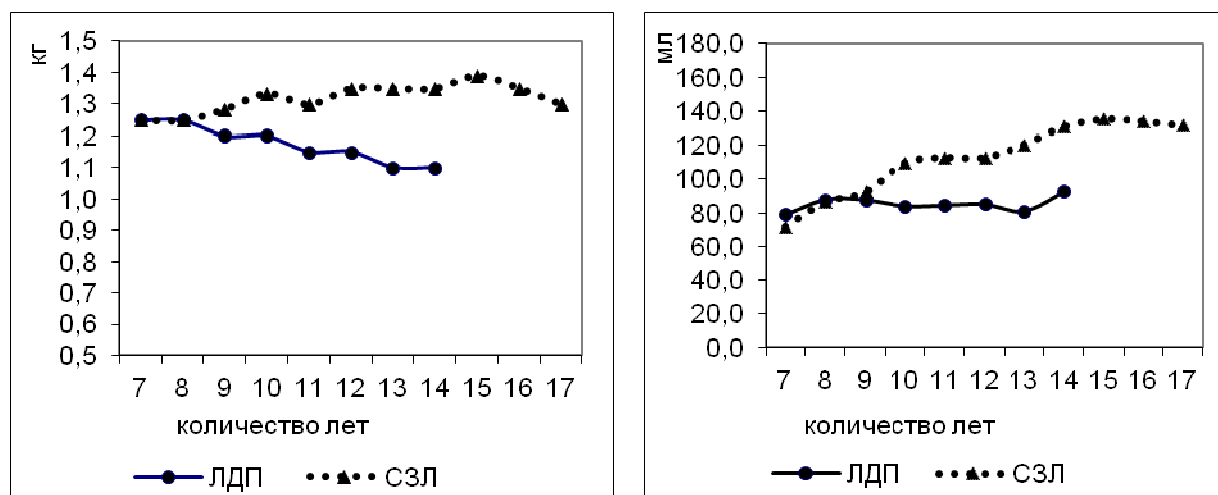 кг
1,5
1,4
1,3
1,2
1,1
1,0
0,9
0,8
0,7
0,6
0,5
7 8 9 10 11 12 13 14 15 16 17
количество лет
ЛДП СЗЛ
мл
180,0
160,0
140,0
120,0
100,0
80,0
60,0
40,0
20,0
0,0
7 8 9 10 11 12 13 14 15 16 17
количество лет
ЛДП СЗЛ